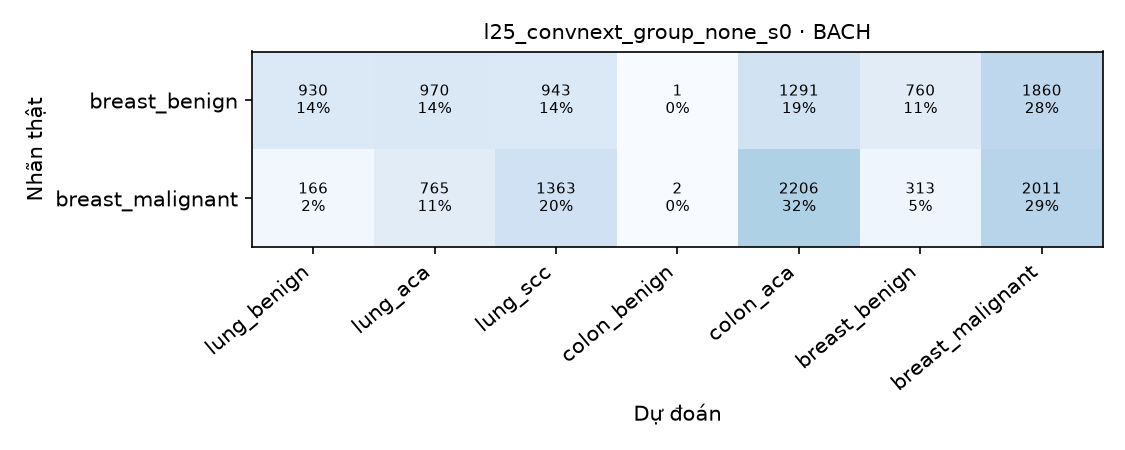 l25_convnext_group_none_s0 · BACH
Nhãn thật
breast_benign
930 970 943 1 1291 760 1860
14% 14% 14% 0% 19% 11% 28%
breast_malignant
166 765 1363 2 2206 313 2011
2% 11% 20% 0% 32% 5% 29%
lung_benign
lung_aca
lung_scc
colon_benign
colon_aca
breast_benign
breast_malignant
Dự đoán